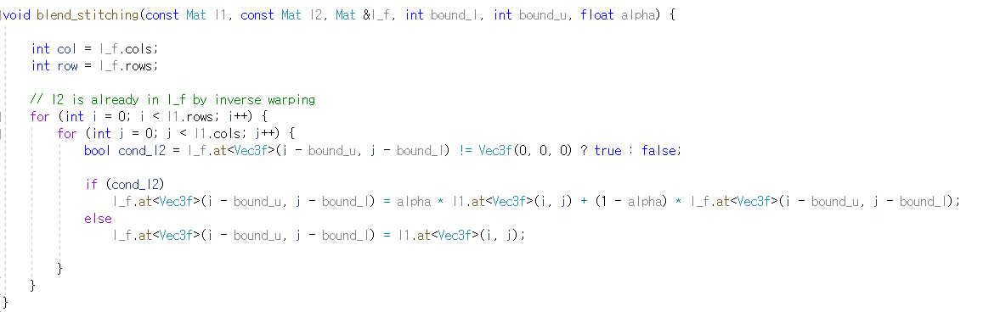 void blend_stitching(const Mat I1, const Mat I2, Mat &I_f, int bound_l, int bound_u, float alpha) {
int col = I_f.cols;
int row = I_f.rows;
// I2 is already in I_f by inverse warping
for (int i = 0; i < I1.rows; i++) {
for (int j = 0; j < I1.cols; j++) {
bool cond_I2 = I_f.at<Vec3f>(i - bound_u, j - bound_l) != Vec3f(0, 0, 0) ? true : false;
if (cond_I2)
I_f.at<Vec3f>(i - bound_u, j - bound_l) = alpha * I1.at<Vec3f>(i, j) + (1 - alpha) * I_f.at<Vec3f>(i - bound_u, j - bound_l);
else
I_f.at<Vec3f>(i - bound_u, j - bound_l) = I1.at<Vec3f>(i, j);
}
}
}